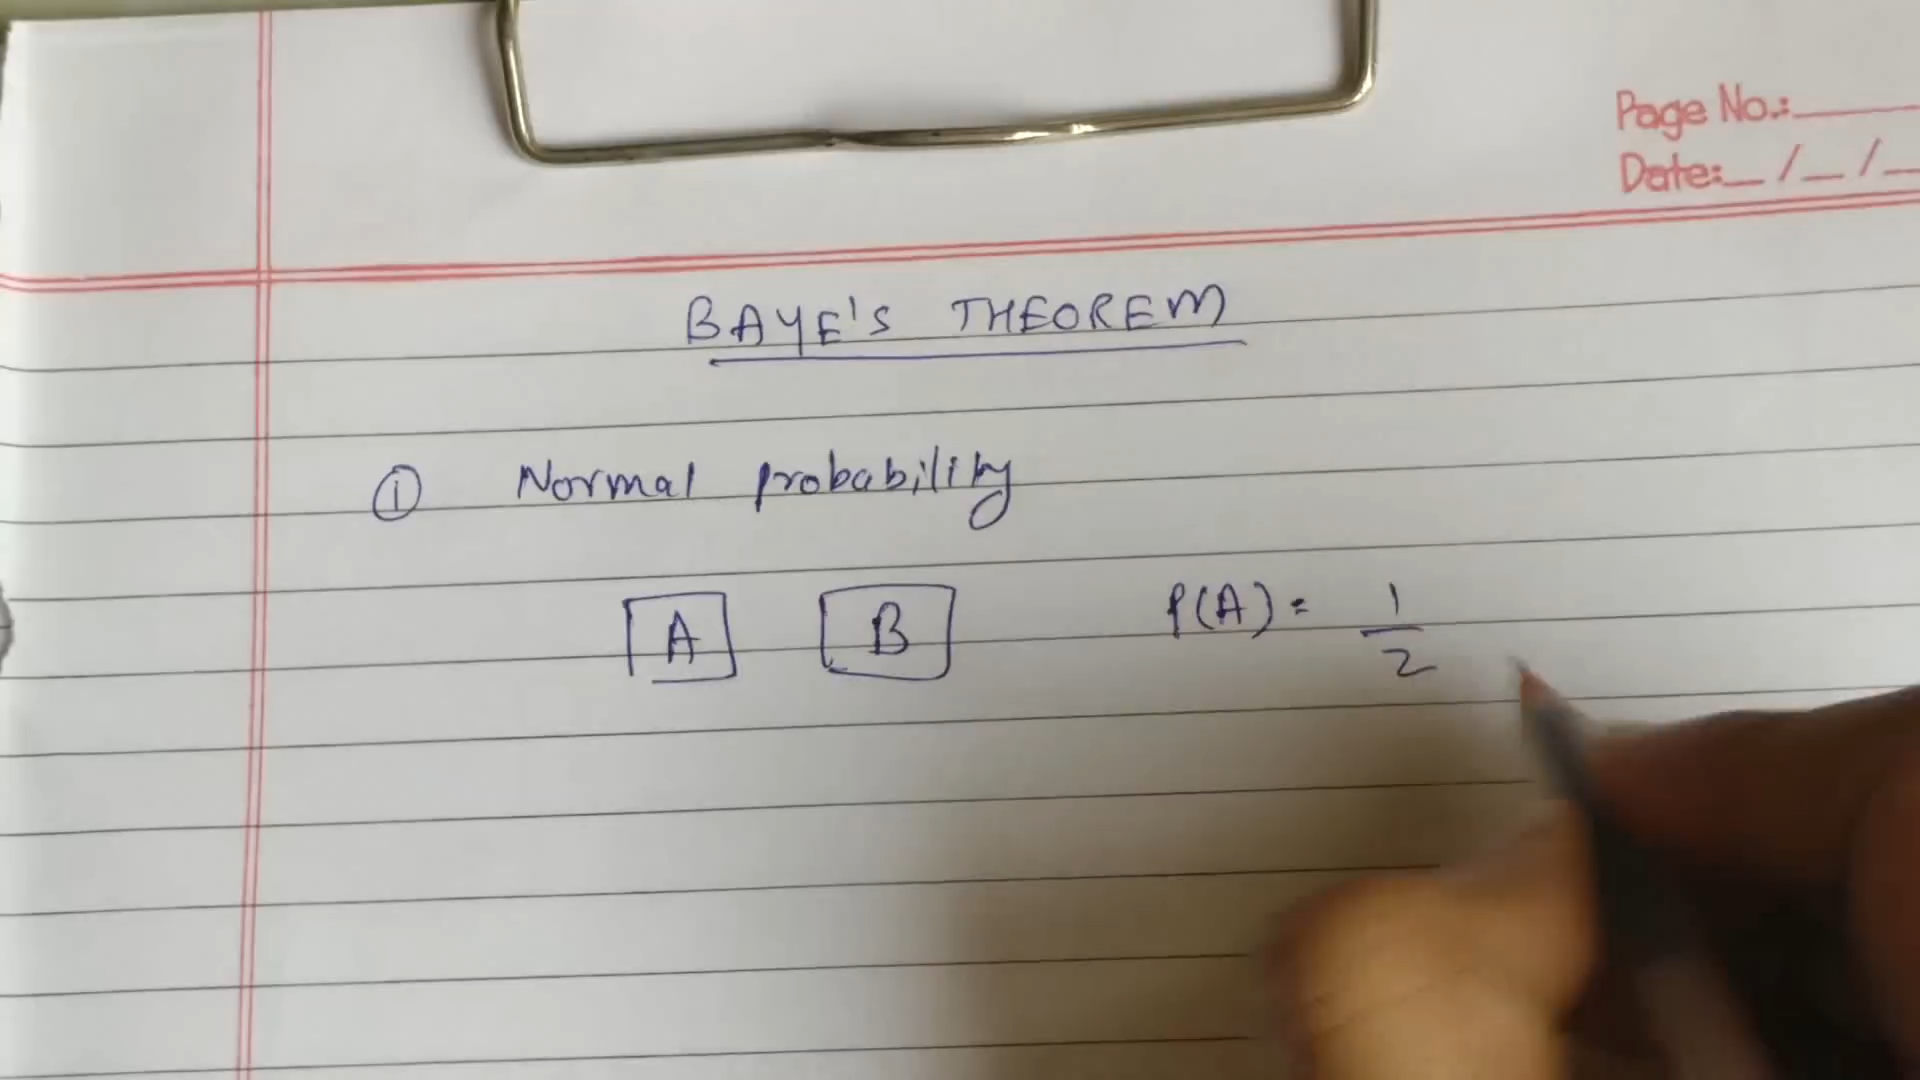 Page No.:
Date: / /
BAYE'S THEOREM
① Normal probability
A B P(A) = 1/2